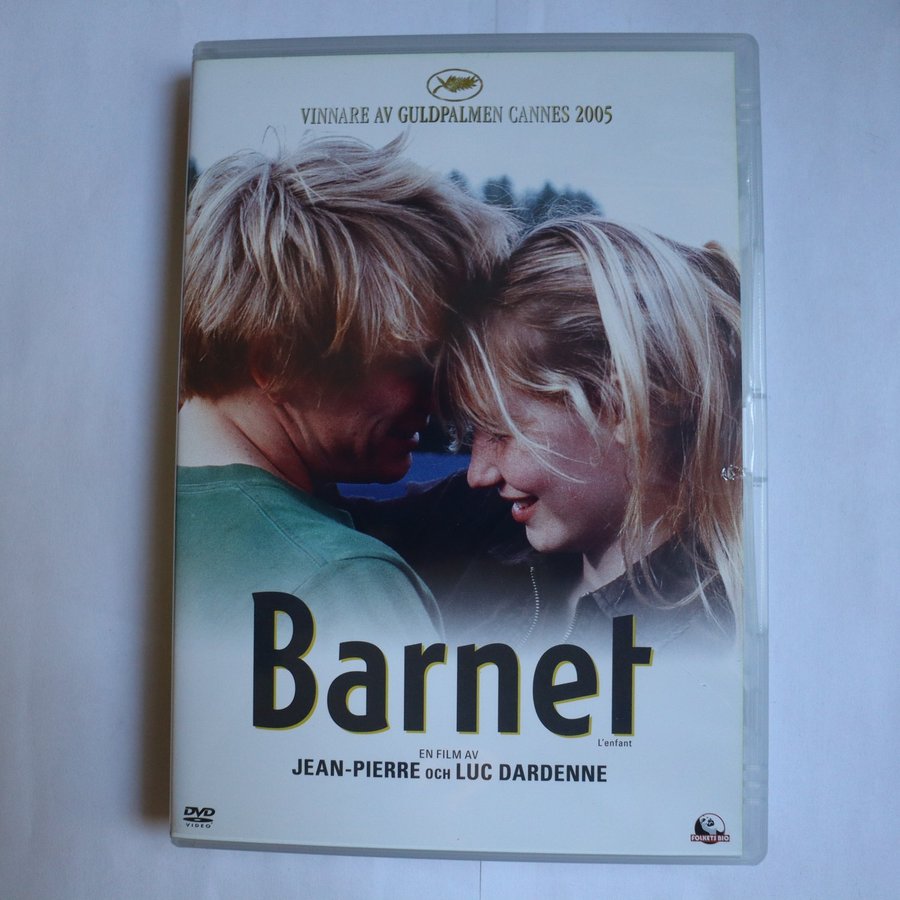 VINNARE AV GULDPALMEN CANNES 2005
Barnet
L'enfant
EN FILM AV
JEAN-PIERRE OCH LUC DARDENNE
DVD
VIDEO
FOLKETS BIO